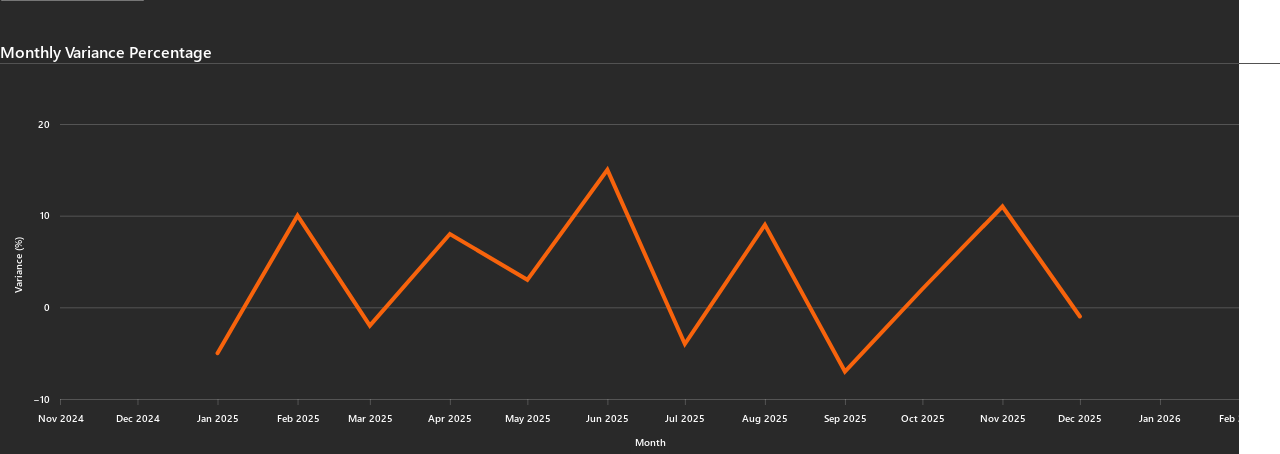 Monthly Variance Percentage
20
10
0
−10
Variance (%)
Nov 2024 Dec 2024 Jan 2025 Feb 2025 Mar 2025 Apr 2025 May 2025 Jun 2025 Jul 2025 Aug 2025 Sep 2025 Oct 2025 Nov 2025 Dec 2025 Jan 2026 Feb
Month